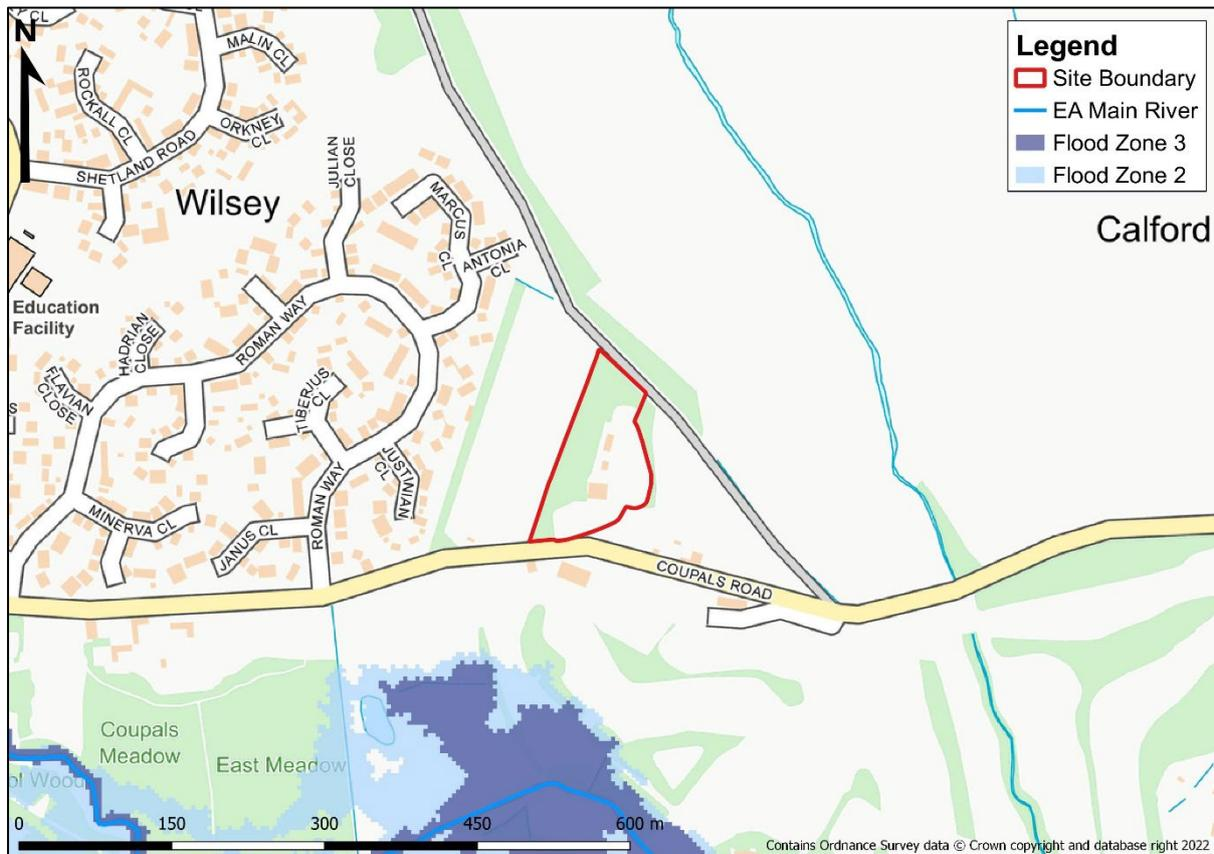 CL
N
MALIN CL
ROCKALL CL
ORKNEY
CL
SHETLAND ROAD
Wilsey
JULIAN
CLOSE
MARCUS
CL
ANTONIA
CL
Legend
Site Boundary
EA Main River
Flood Zone 3
Flood Zone 2
Calford
Education
Facility
HADRIAN
CLOSE
ROMAN WAY
FLAVIAN
CLOSE
S
TIBERIUS
CL
JUSTINIAN
CL
ROMAN WAY
MINERVA CL
JANUS CL
COUPALS ROAD
Coupals
Meadow
East Meadow
ol Wood
0 150 300 450 600 m
Contains Ordnance Survey data © Crown copyright and database right 2022